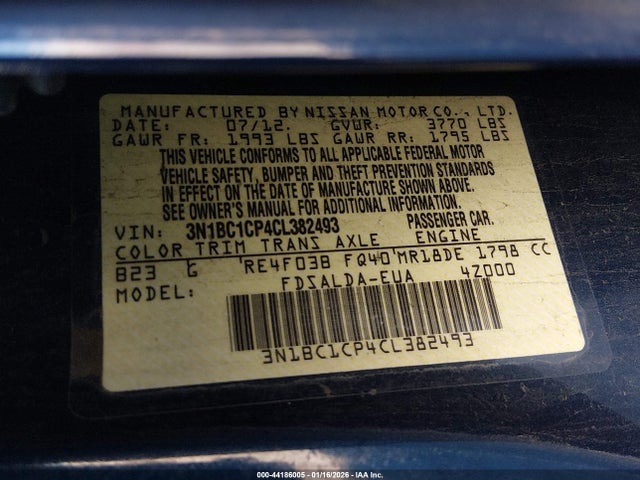 MANUFACTURED BY NISSAN MOTOR CO., LTD.
DATE: 07/12. GVWR: 3770 LBS
GAWR FR: 1993 LBS GAWR RR: 1795 LBS
THIS VEHICLE CONFORMS TO ALL APPLICABLE FEDERAL MOTOR
VEHICLE SAFETY, BUMPER AND THEFT PREVENTION STANDARDS
IN EFFECT ON THE DATE OF MANUFACTURE SHOWN ABOVE.
SEE OWNER'S MANUAL FOR ADDITIONAL INFORMATION.
VIN: 3N1BC1CP4CL382493 PASSENGER CAR.
COLOR TRIM TRANS AXLE ENGINE
B23 G RE4F03B FQ40 MR18DE 1798 CC
MODEL: FDSALDA-EUA 4Z000
3N1BC1CP4CL382493
000-44186005 - 01/16/2026 - IAA Inc.